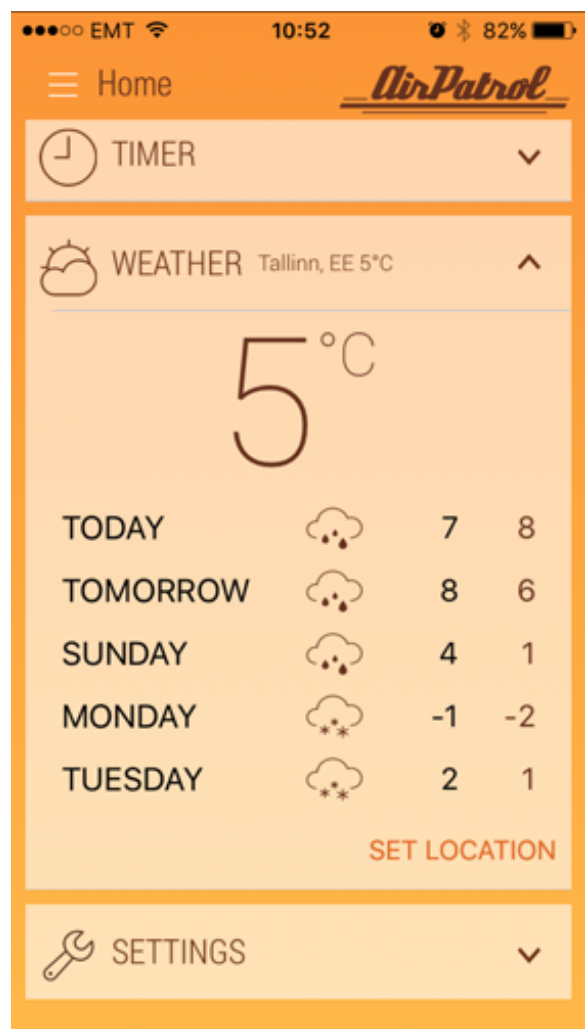 EMT 10:52 82%
Home AirPatrol
TIMER
WEATHER Tallinn, EE 5°C
5°C
TODAY 7 8
TOMORROW 8 6
SUNDAY 4 1
MONDAY -1 -2
TUESDAY 2 1
SET LOCATION
SETTINGS